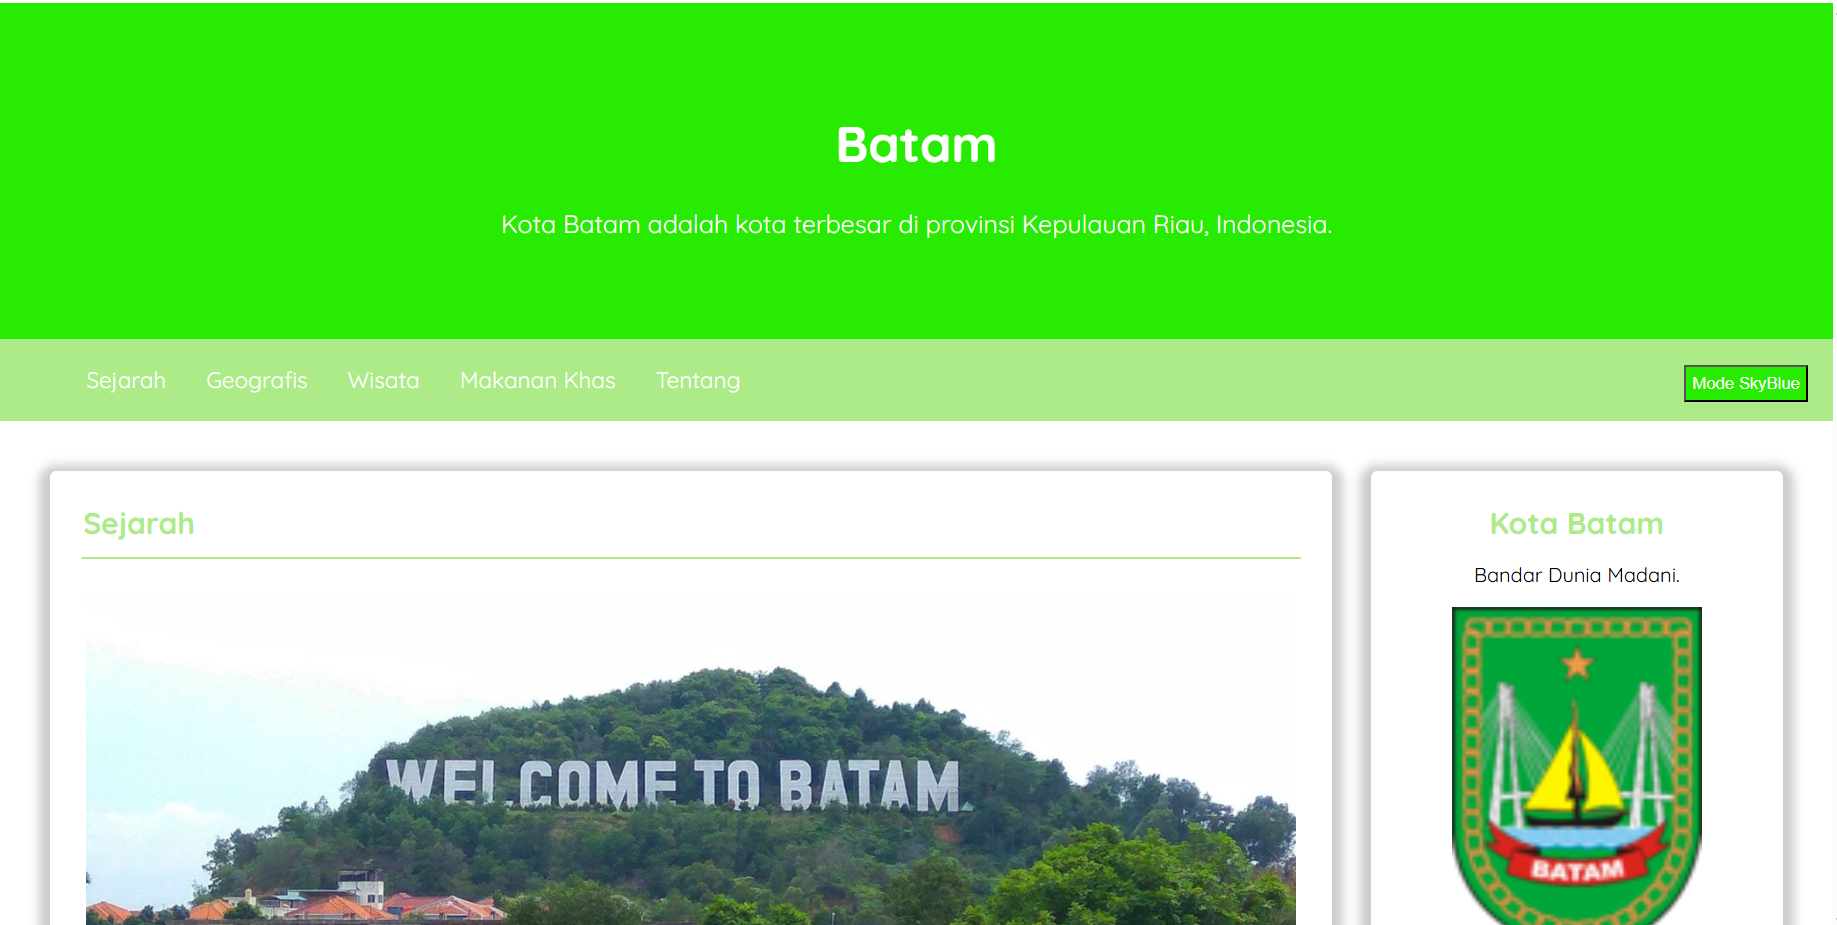 Batam
Kota Batam adalah kota terbesar di provinsi Kepulauan Riau, Indonesia.
Sejarah Geografis Wisata Makanan Khas Tentang
Mode SkyBlue
Sejarah
WELCOME TO BATAM
Kota Batam
Bandar Dunia Madani.
BATAM